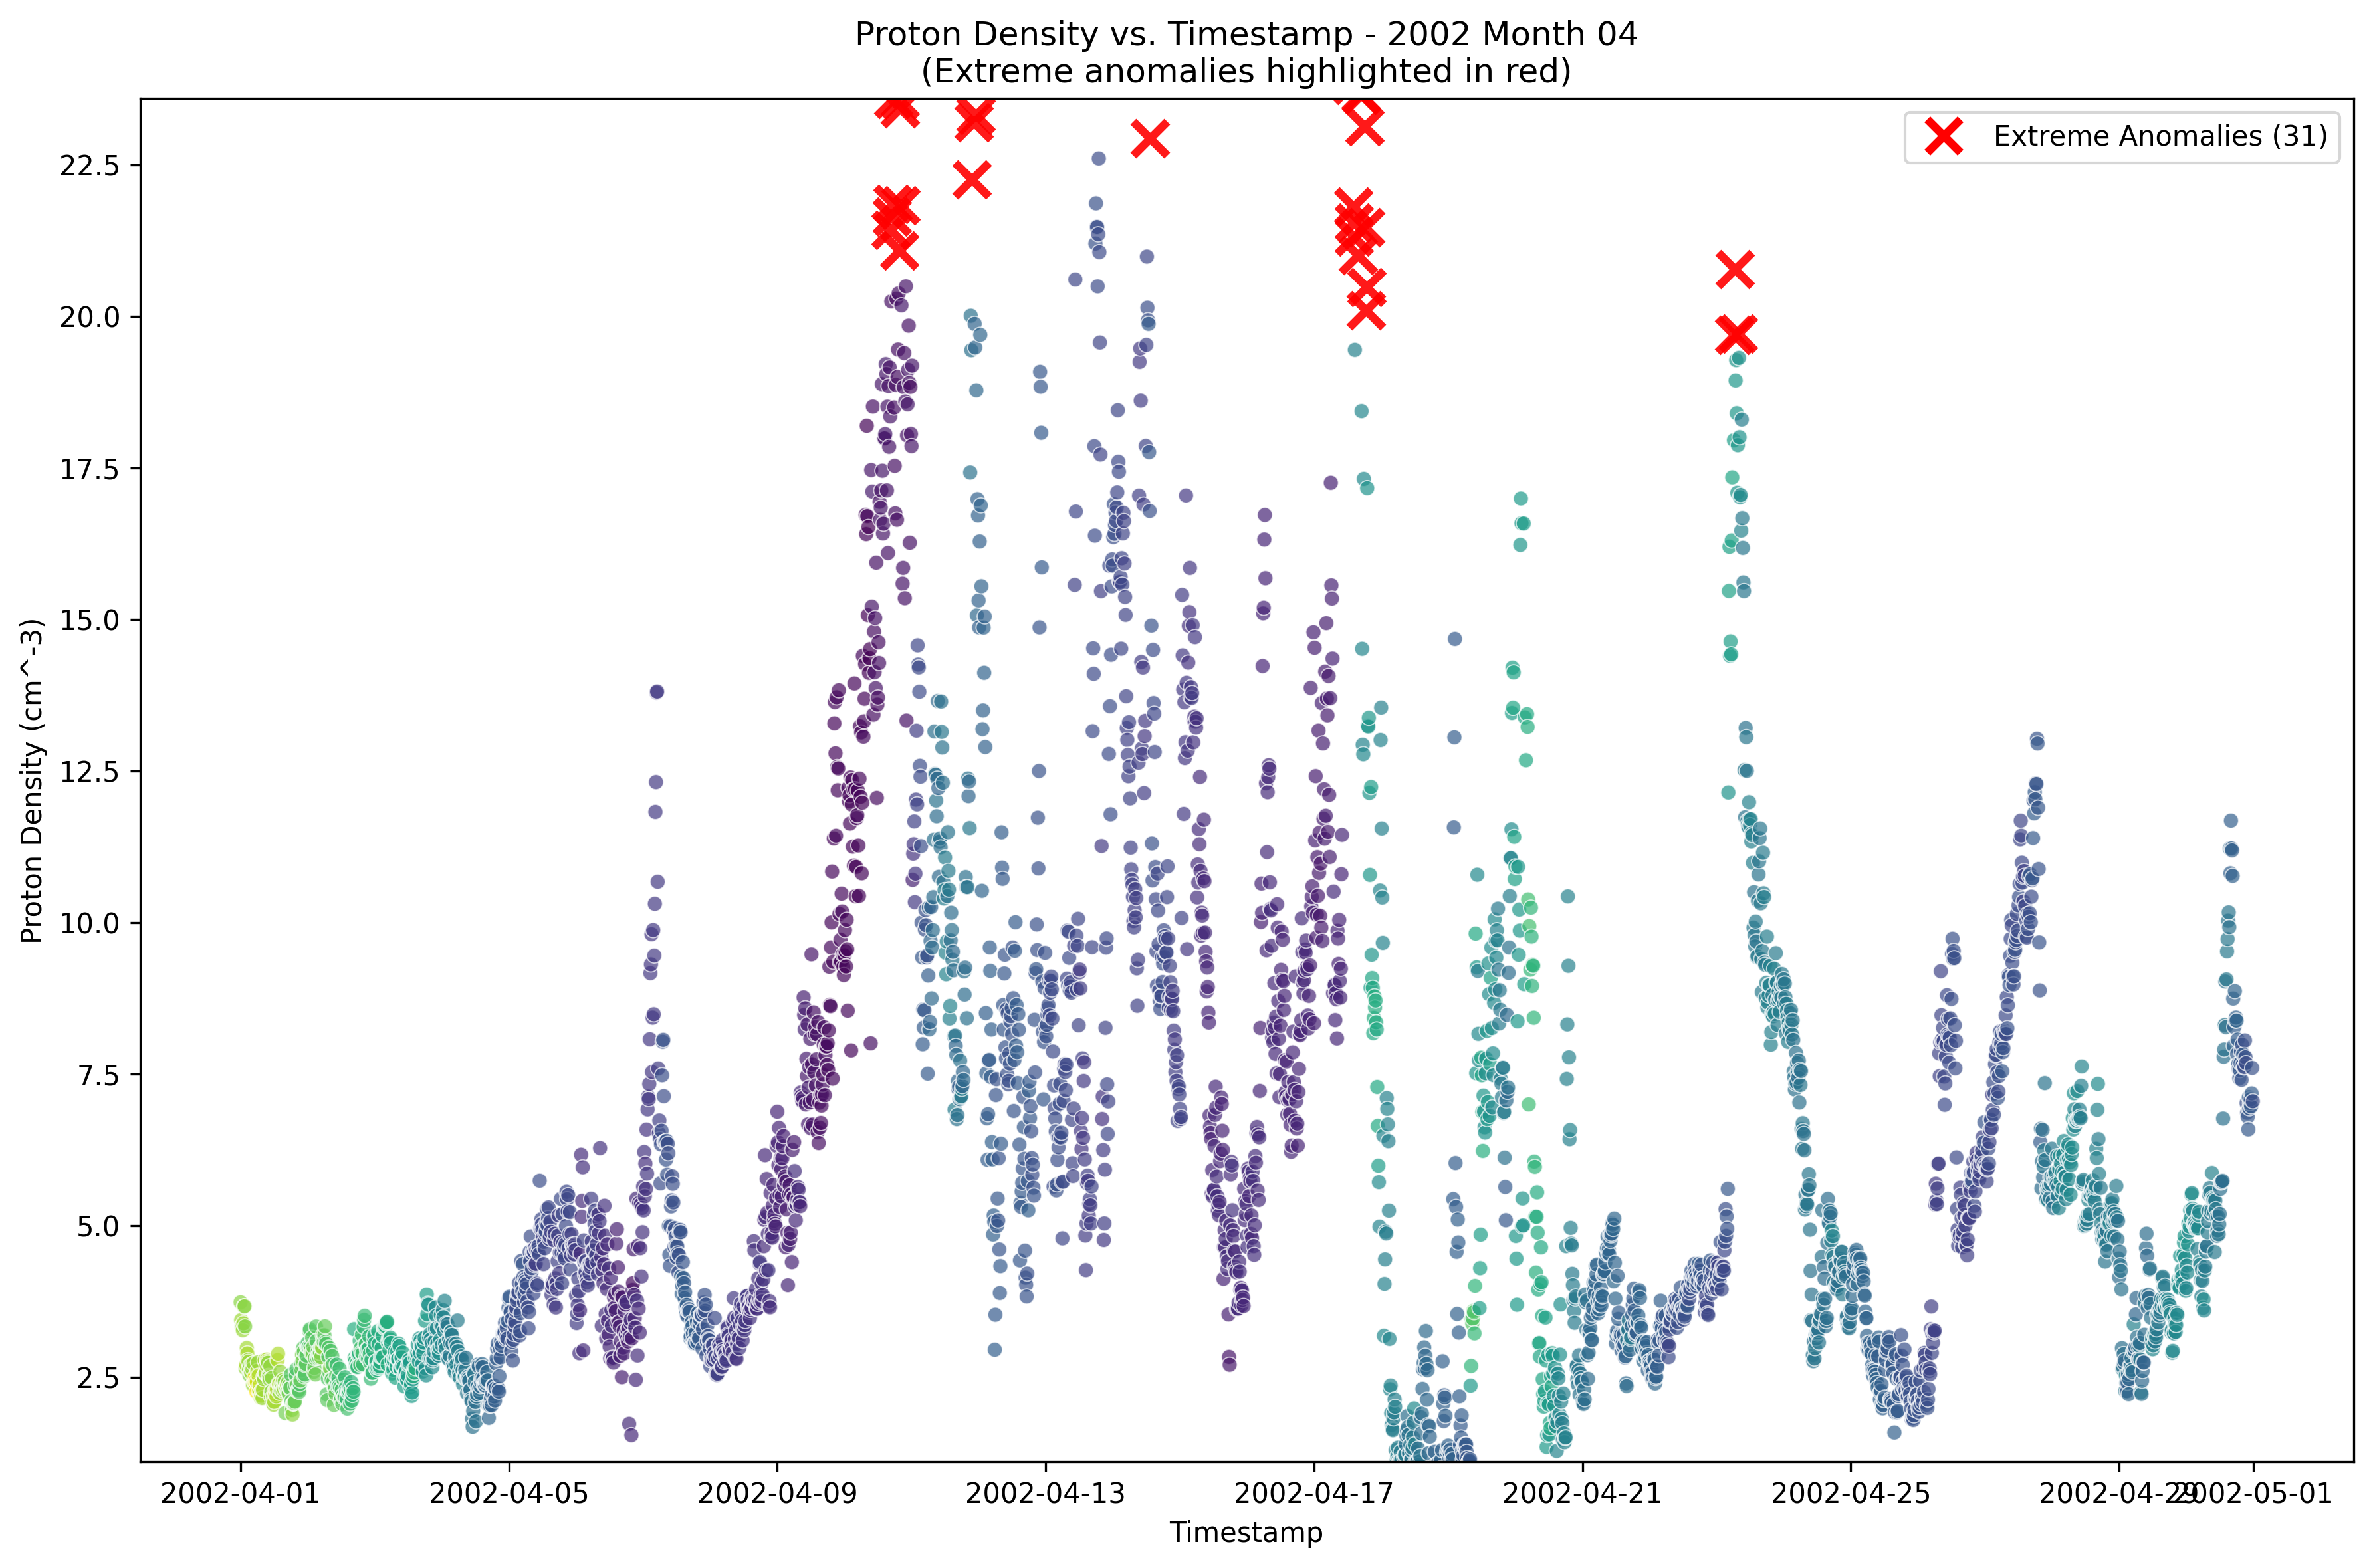 Proton Density vs. Timestamp - 2002 Month 04
(Extreme anomalies highlighted in red)
Extreme Anomalies (31)
Proton Density (cm^-3)
22.5
20.0
17.5
15.0
12.5
10.0
7.5
5.0
2.5
2002-04-01 2002-04-05 2002-04-09 2002-04-13 2002-04-17 2002-04-21 2002-04-25 2002-04-29 2002-05-01
Timestamp